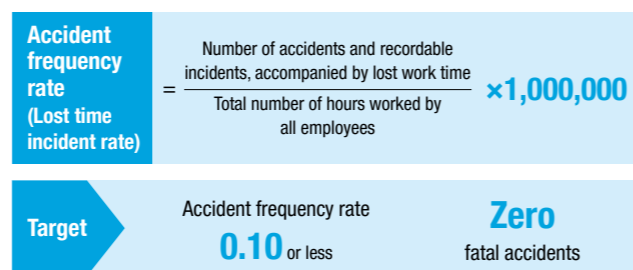 Accident
frequency
rate
(Lost time
incident rate)
=
Number of accidents and recordable
incidents, accompanied by lost work time
Total number of hours worked by
all employees
×1,000,000
Target
Accident frequency rate
0.10 or less
Zero
fatal accidents